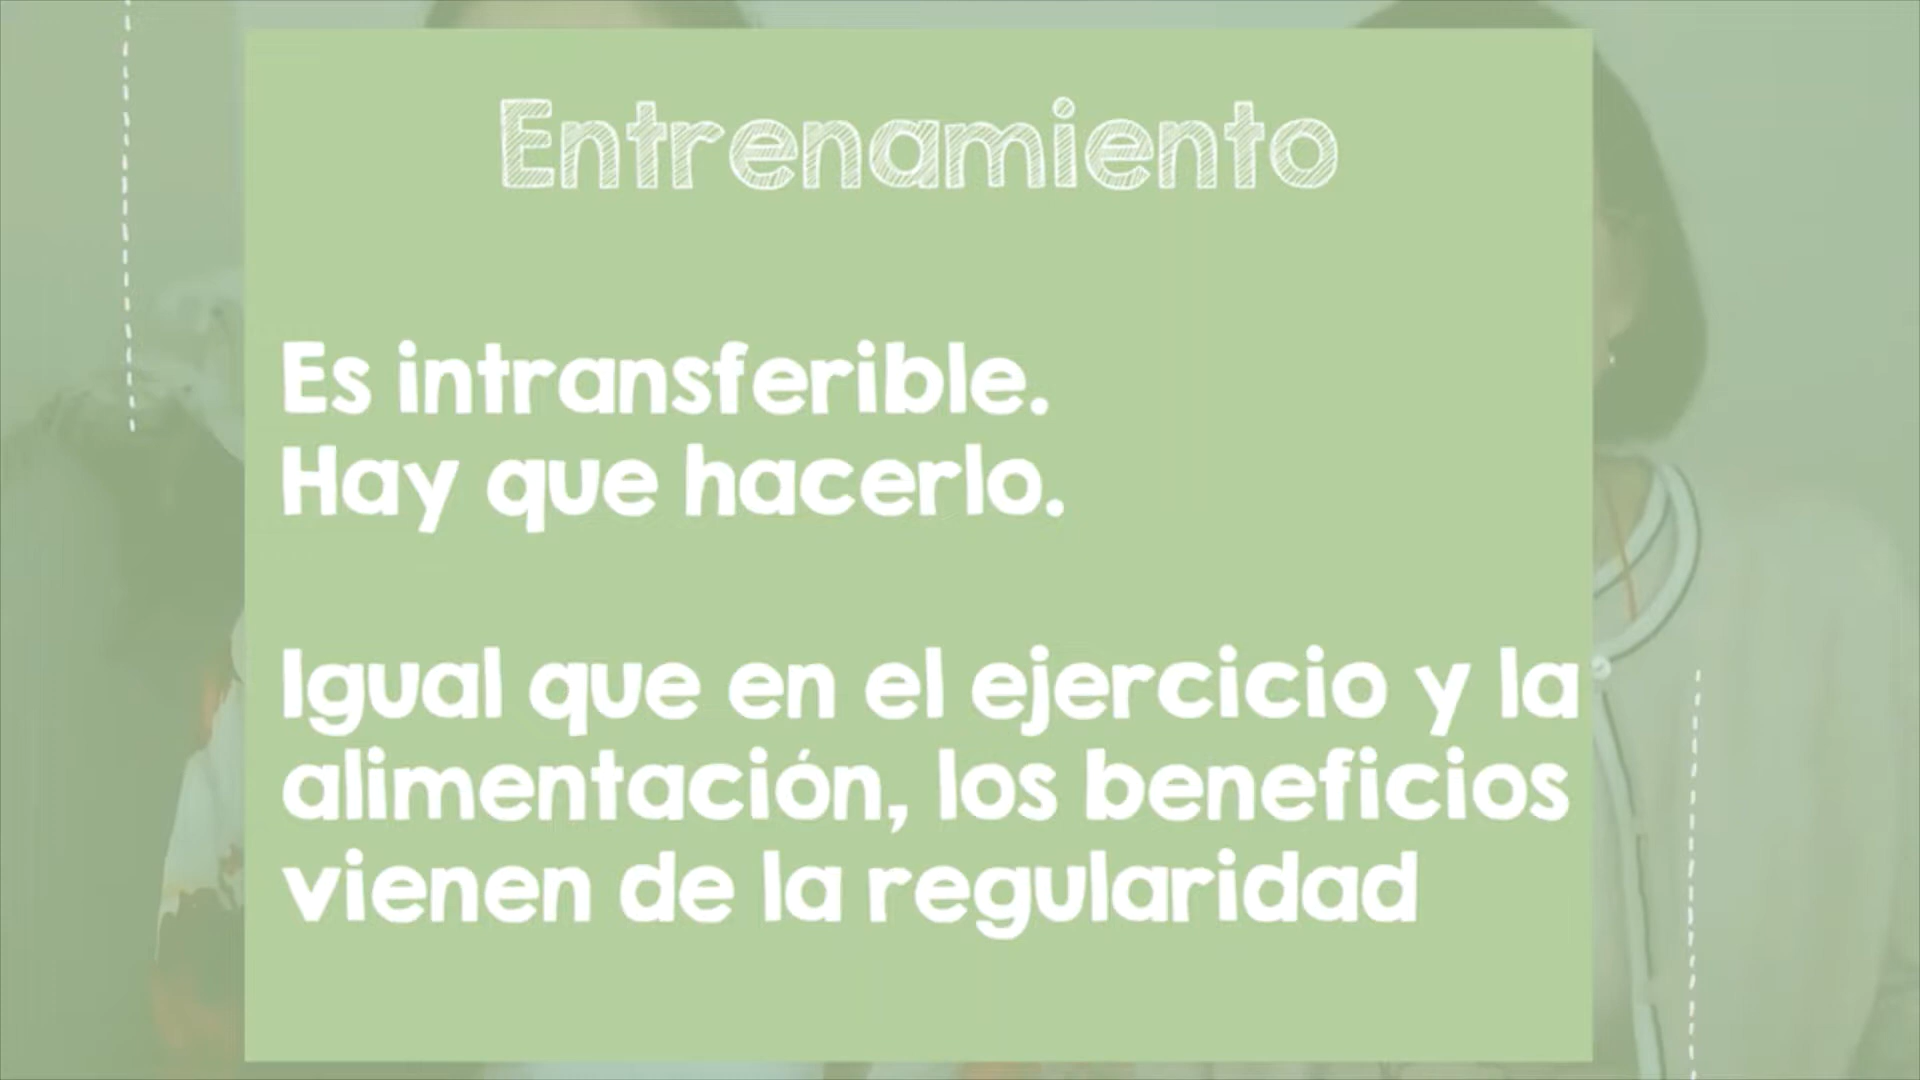 Entrenamiento
Es intransferible.
Hay que hacerlo.
Igual que en el ejercicio y la
alimentación, los beneficios
vienen de la regularidad